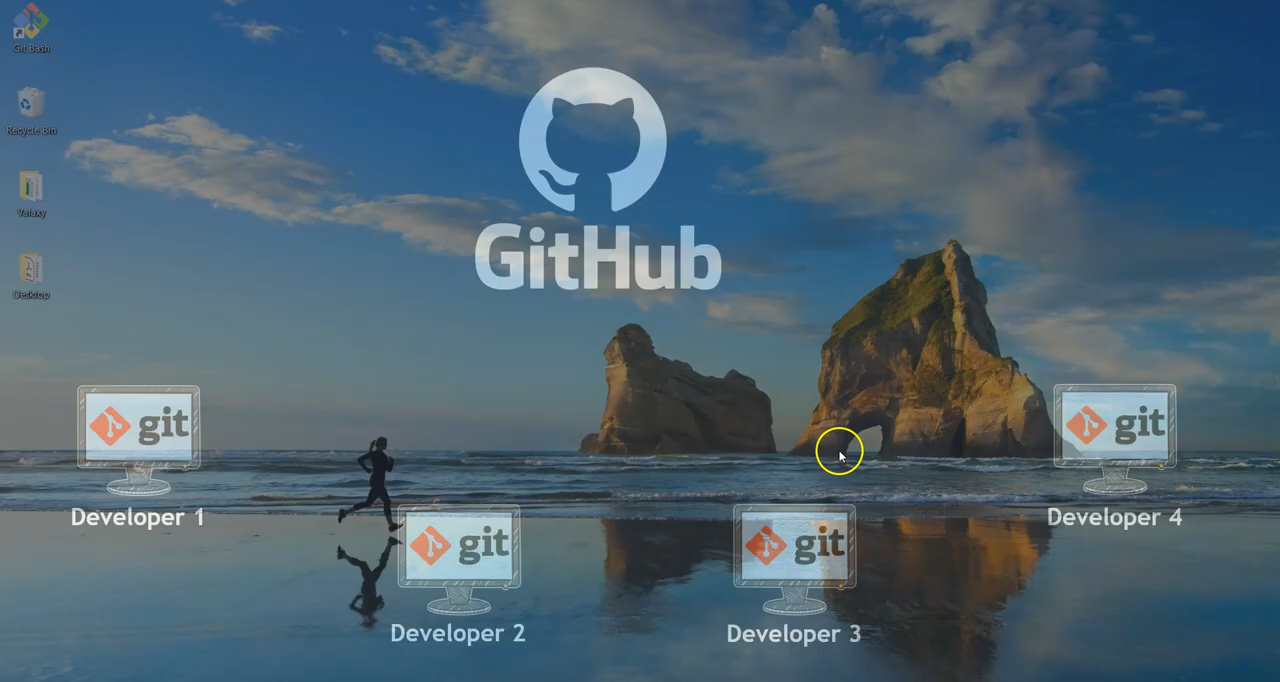 Git Bash
Recycle Bin
Valaxy
Desktop
GitHub
git
Developer 1
git
Developer 2
git
Developer 3
git
Developer 4